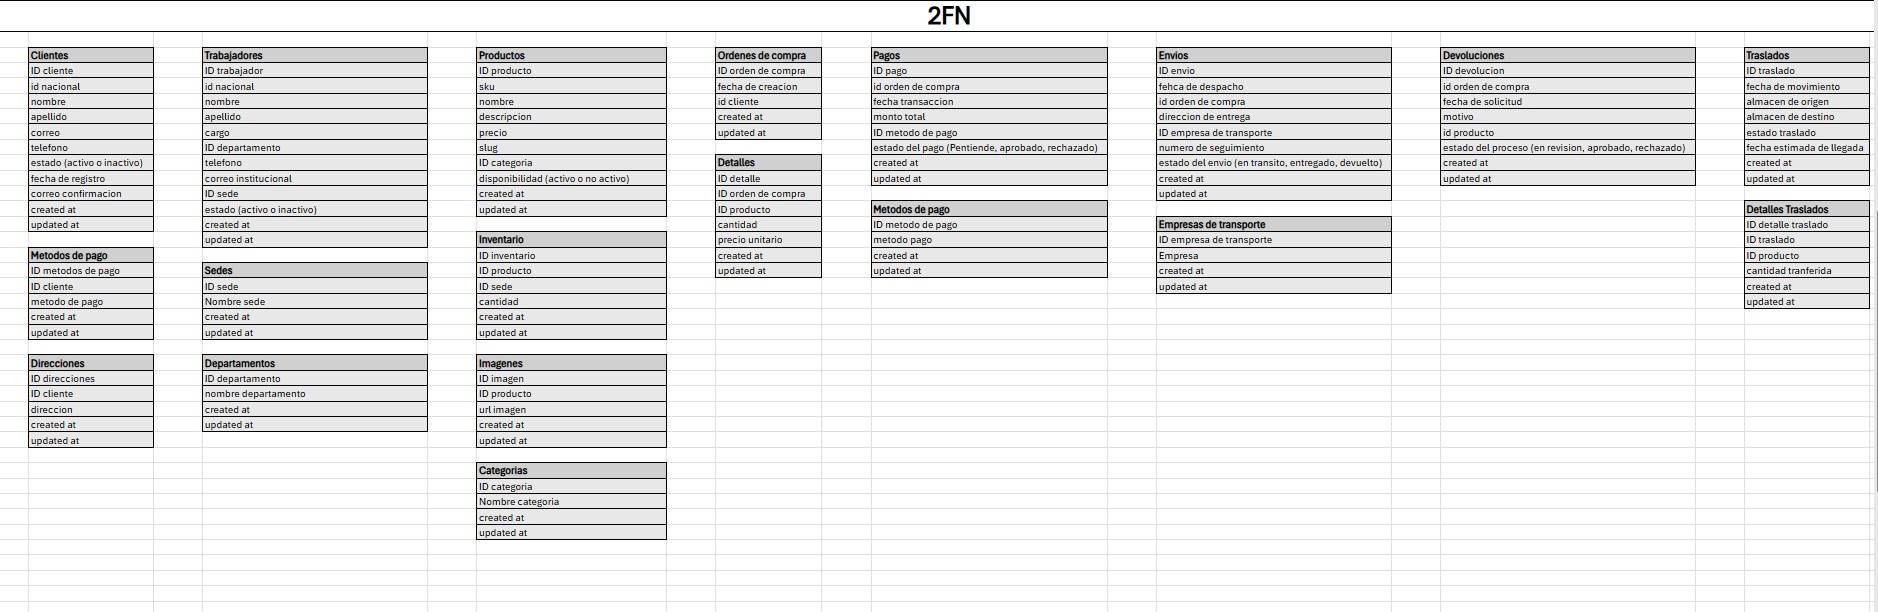 2FN
Clientes
ID cliente
id nacional
nombre
apellido
correo
telefono
estado (activo o inactivo)
fecha de registro
correo confirmacion
created at
updated at
Metodos de pago
ID metodos de pago
ID cliente
metodo de pago
created at
updated at
Direcciones
ID direcciones
ID cliente
direccion
created at
updated at
Trabajadores
ID trabajador
id nacional
nombre
apellido
cargo
ID departamento
telefono
correo institucional
ID sede
estado (activo o inactivo)
created at
updated at
Sedes
ID sede
Nombre sede
created at
updated at
Departamentos
ID departamento
nombre departamento
created at
updated at
Productos
ID producto
sku
nombre
descripcion
precio
slug
ID categoria
disponibilidad (activo o no activo)
created at
updated at
Inventario
ID inventario
ID producto
ID sede
cantidad
created at
updated at
Imagenes
ID imagen
ID producto
url imagen
created at
updated at
Categorias
ID categoria
Nombre categoria
created at
updated at
Ordenes de compra
ID orden de compra
fecha de creacion
id cliente
created at
updated at
Detalles
ID detalle
ID orden de compra
ID producto
cantidad
precio unitario
created at
updated at
Pagos
ID pago
id orden de compra
fecha transaccion
monto total
ID metodo de pago
estado del pago (Pentiende, aprobado, rechazado)
created at
updated at
Metodos de pago
ID metodo de pago
metodo pago
created at
updated at
Envios
ID envio
fehca de despacho
id orden de compra
direccion de entrega
ID empresa de transporte
numero de seguimiento
estado del envio (en transito, entregado, devuelto)
created at
updated at
Empresas de transporte
ID empresa de transporte
Empresa
created at
updated at
Devoluciones
ID devolucion
id orden de compra
fecha de solicitud
motivo
id producto
estado del proceso (en revision, aprobado, rechazado)
created at
updated at
Traslados
ID traslado
fecha de movimiento
almacen de origen
almacen de destino
estado traslado
fecha estimada de llegada
created at
updated at
Detalles Traslados
ID detalle traslado
ID traslado
ID producto
cantidad tranferida
created at
updated at